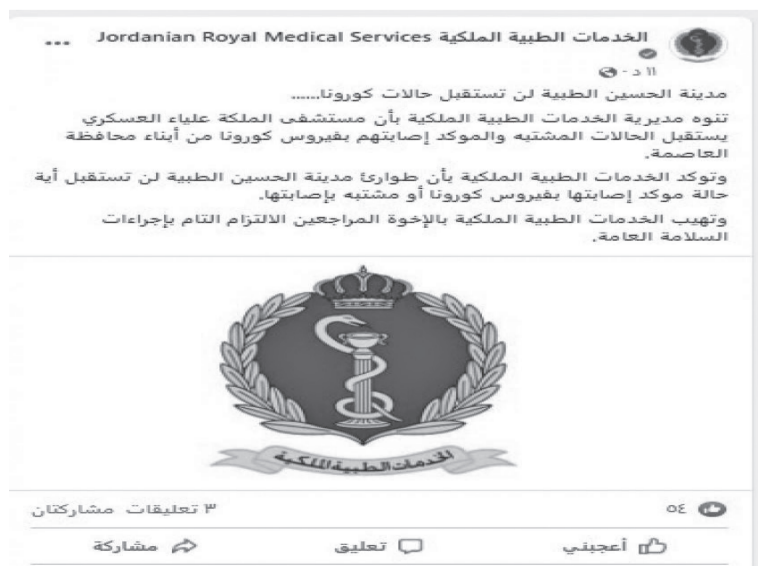 الخدمات الطبية الملكية Jordanian Royal Medical Services
١١ د ·
مدينة الحسين الطبية لن تستقبل حالات كورونا......
تنوه مديرية الخدمات الطبية الملكية بأن مستشفى الملكة علياء العسكري
يستقبل الحالات المشتبه والموكد إصابتهم بفيروس كورونا من أبناء محافظة
العاصمة.
وتوكد الخدمات الطبية الملكية بأن طوارئ مدينة الحسين الطبية لن تستقبل أية
حالة موكد إصابتها بفيروس كورونا أو مشتبه بإصابتها.
وتهيب الخدمات الطبية الملكية بالإخوة المراجعين الالتزام التام بإجراءات
السلامة العامة.
الخدمات الطبية الملكية
٥٤
٣ تعليقات مشاركتان
أعجبني تعليق مشاركة